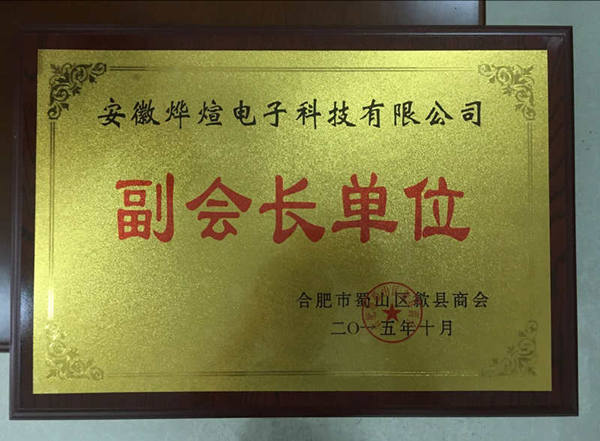 安徽烨煊电子科技有限公司
副会长单位
合肥市蜀山区歙县商会
二〇一五年十月